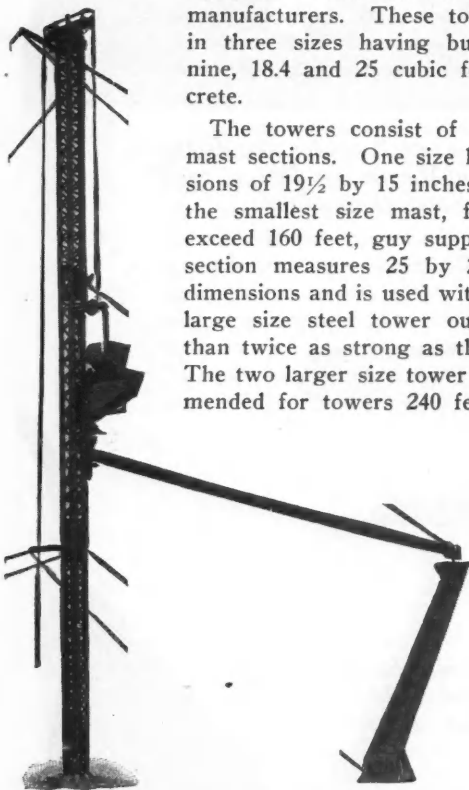 manufacturers. These to
in three sizes having bu
nine, 18.4 and 25 cubic f
crete.
The towers consist of
mast sections. One size l
sions of 19½ by 15 inches
the smallest size mast, f
exceed 160 feet, guy supp
section measures 25 by
dimensions and is used wit
large size steel tower ou
than twice as strong as th
The two larger size tower
mended for towers 240 fe